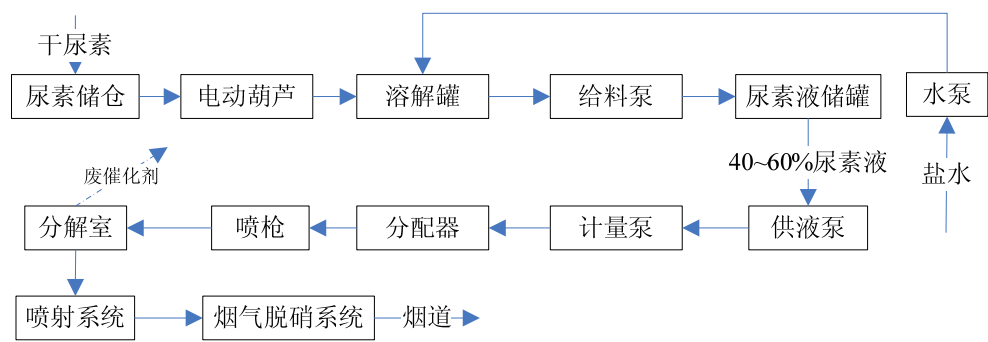 干尿素
尿素储仓
电动葫芦
溶解罐
给料泵
尿素液储罐
水泵
40~60%尿素液
盐水
废催化剂
分解室
喷枪
分配器
计量泵
供液泵
喷射系统
烟气脱硝系统
烟道